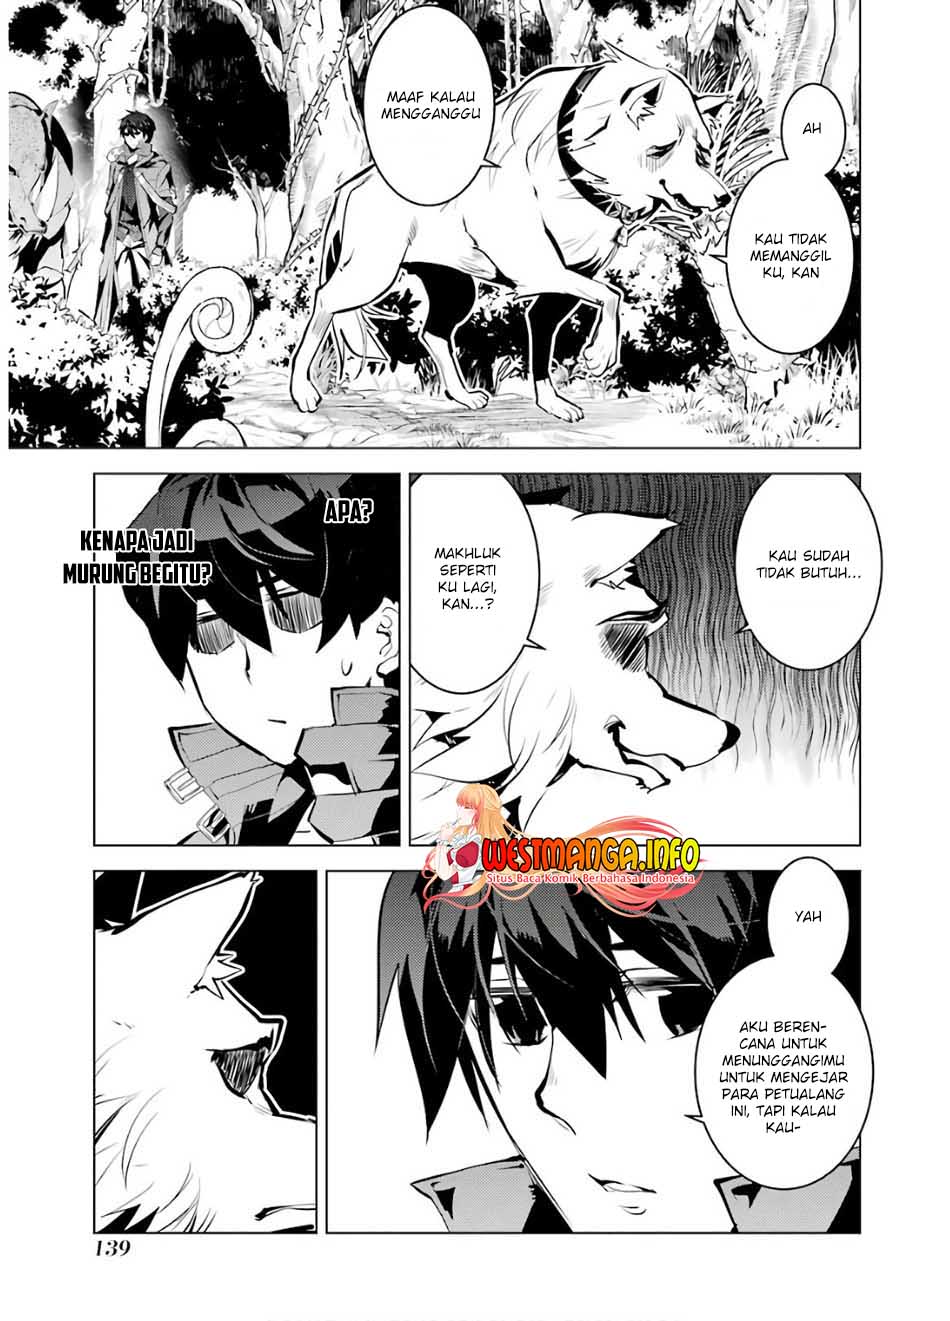 AH
KAU TIDAK
MEMANGGIL
KU, KAN
MAAF KALAU
MENGGANGGU
KAU SUDAH
TIDAK BUTUH...
MAKHLUK
SEPERTI
KU LAGI,
KAN...?
APA?
KENAPA JADI
MURUNG BEGITU?
WESTMANGA.INFO
Situs Baca Komik Berbahasa Indonesia
YAH
AKU BEREN-
CANA UNTUK
MENUNGGANGIMU
UNTUK MENGEJAR
PARA PETUALANG
INI, TAPI KALAU
KAU-
139